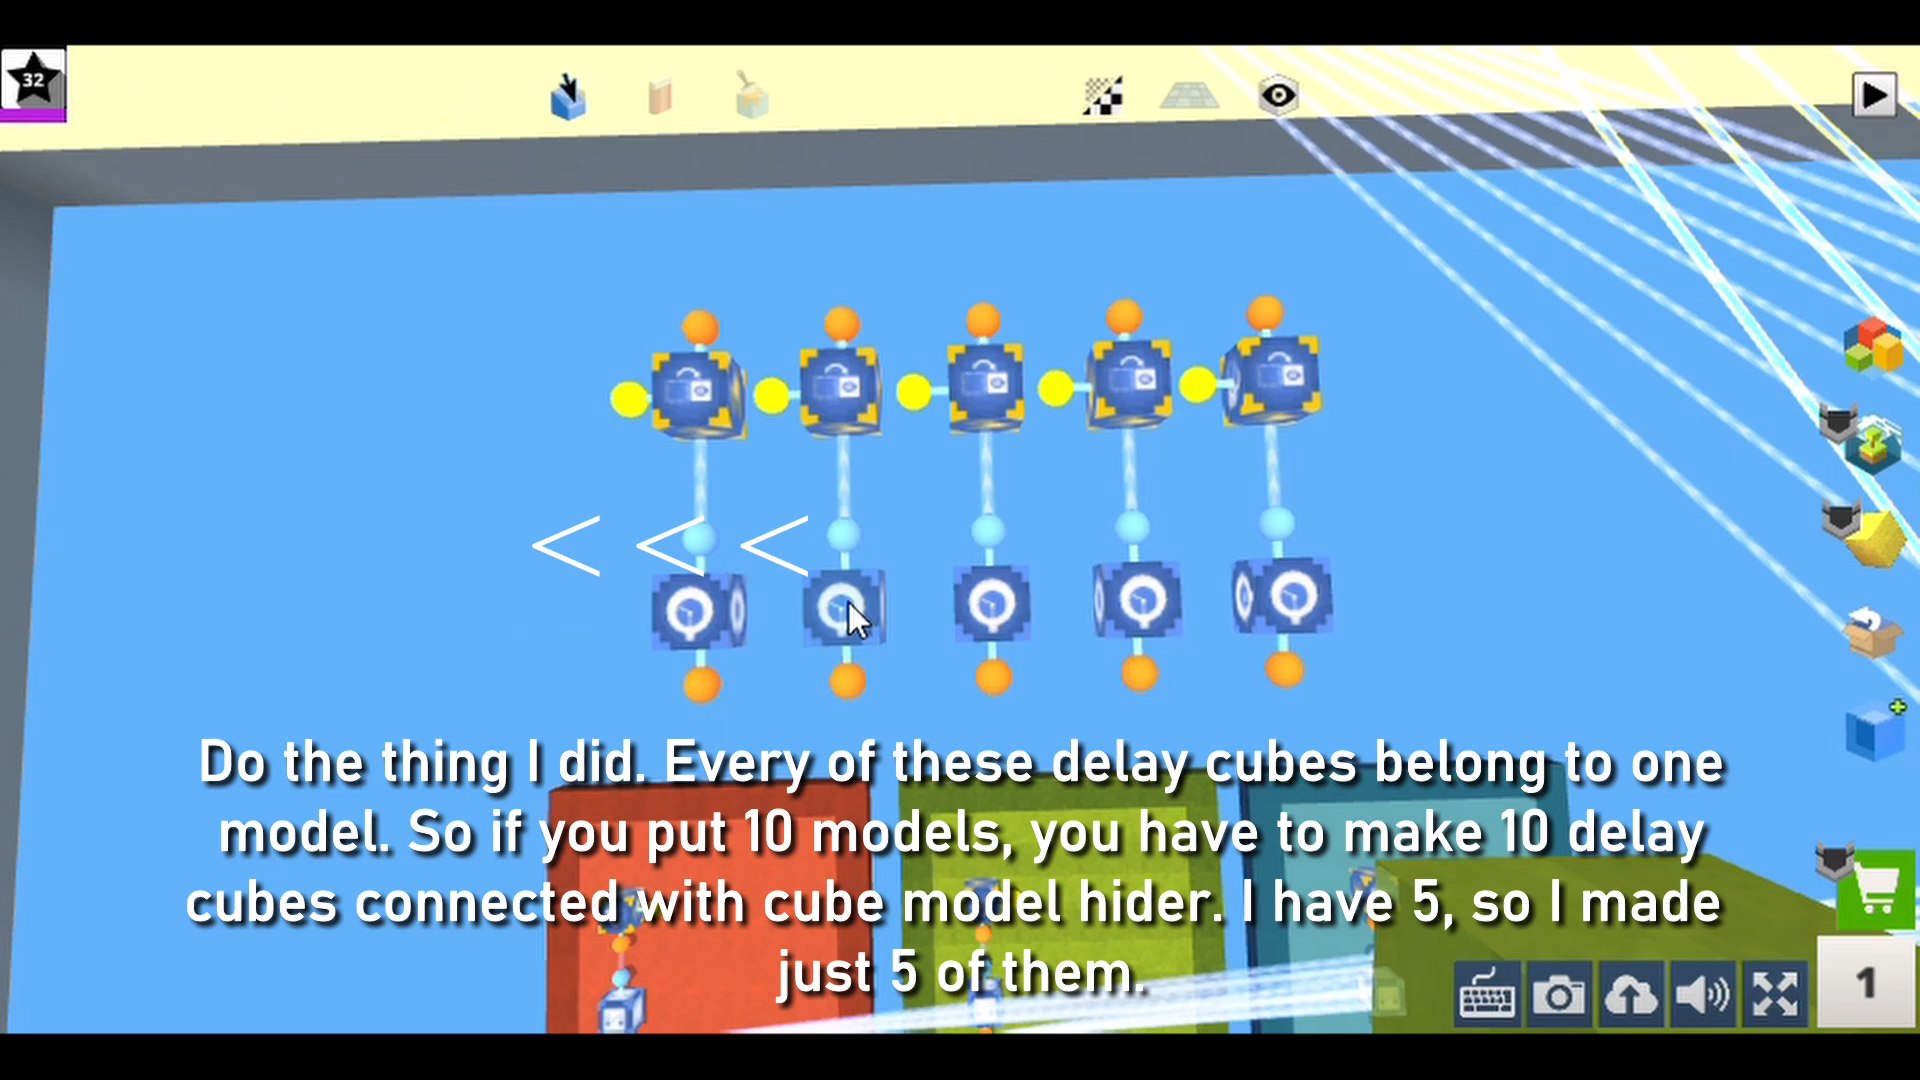 32
<<<
Do the thing I did. Every of these delay cubes belong to one
model. So if you put 10 models, you have to make 10 delay
cubes connected with cube model hider. I have 5, so I made
just 5 of them.
1